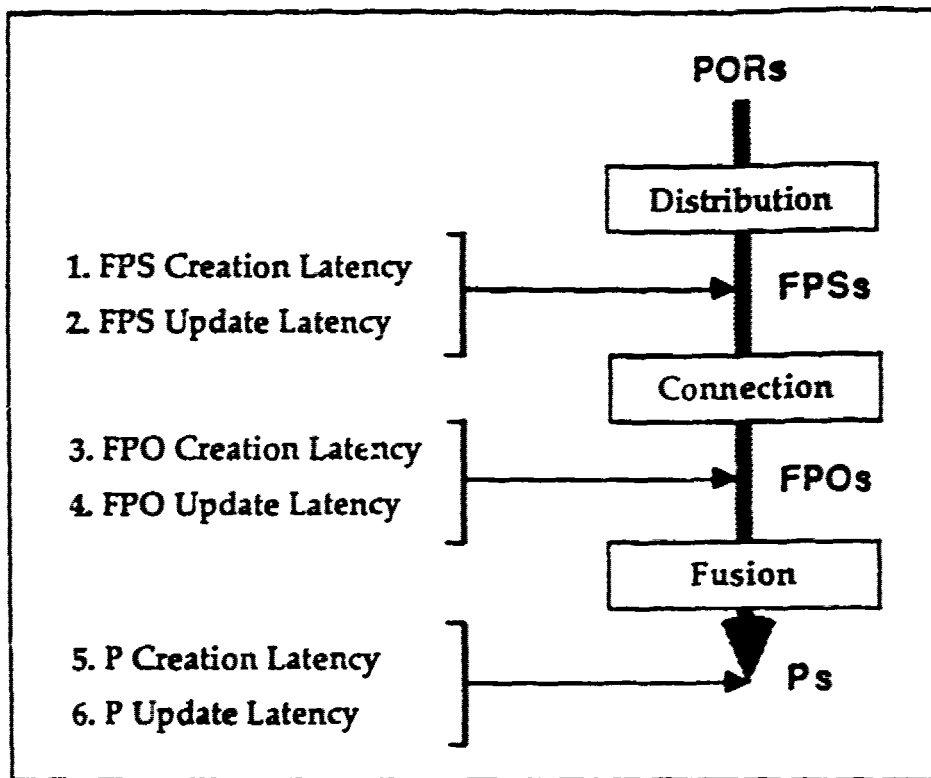 PORs
Distribution
1. FPS Creation Latency
2. FPS Update Latency
FPSs
Connection
3. FPO Creation Latency
4. FPO Update Latency
FPOs
Fusion
5. P Creation Latency
6. P Update Latency
Ps